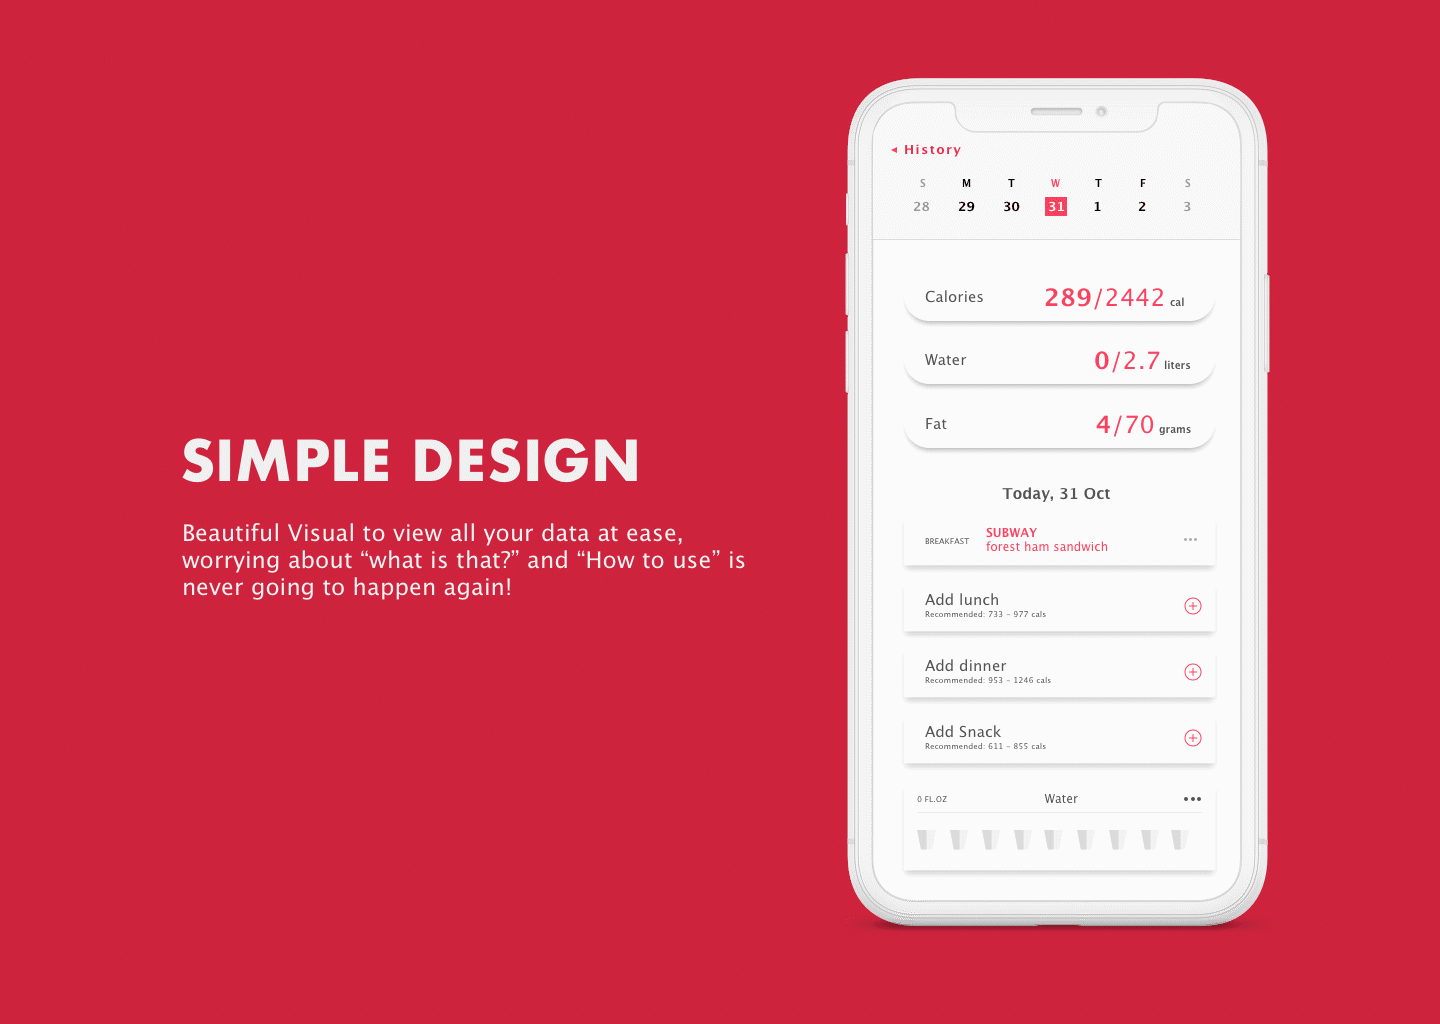 SIMPLE DESIGN
Beautiful Visual to view all your data at ease,
worrying about “what is that?” and “How to use” is
never going to happen again!
◂ History
S M T W T F S
28 29 30 31 1 2 3
Calories 289/2442 cal
Water 0/2.7 liters
Fat 4/70 grams
Today, 31 Oct
BREAKFAST SUBWAY
forest ham sandwich
Add lunch
Recommended: 733 - 977 cals
Add dinner
Recommended: 953 - 1246 cals
Add Snack
Recommended: 611 - 855 cals
0 FL.OZ Water